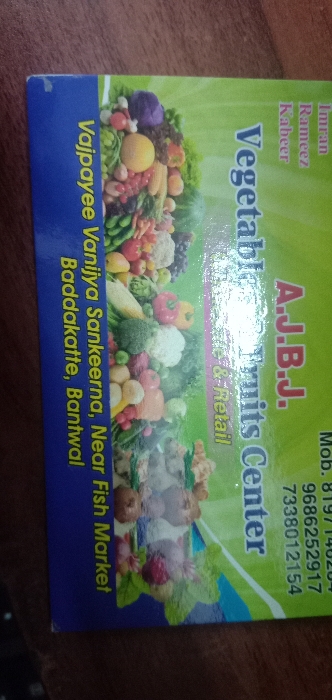 Imran
Rameez
Kabeer
Mob.
9686252917
7338012154
A.J.B.J.
Vegetable Fruits Center
& Retail
Vajpayee Vanijya Sankeerna, Near Fish Market
Baddakatte, Bantwal